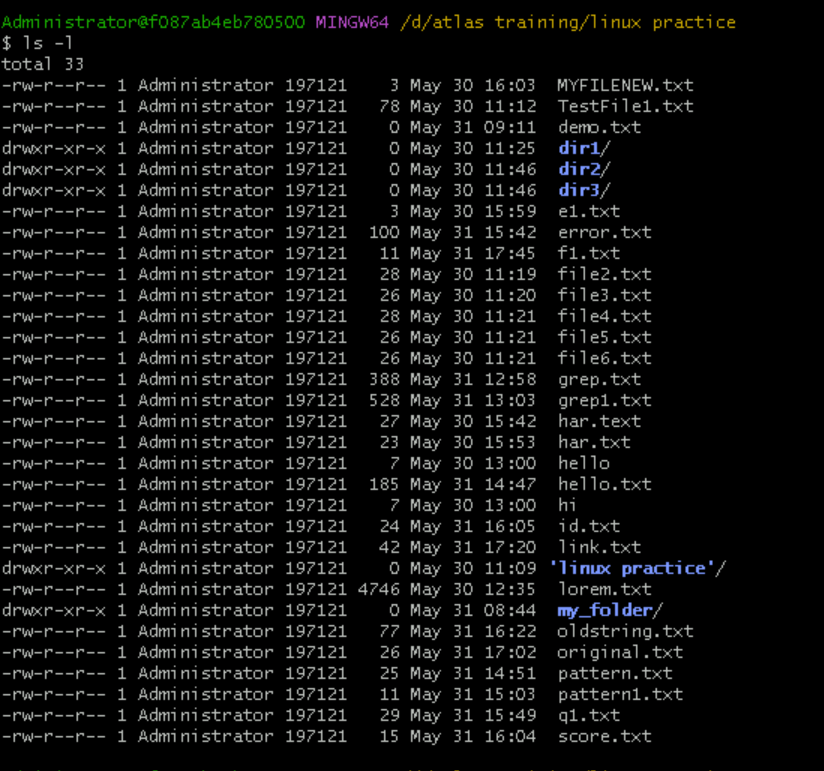 Administrator@f087ab4eb780500 MINGW64 /d/atlas training/linux practice
$ ls -l
total 33
-rw-r--r-- 1 Administrator 197121    3 May 30 16:03  MYFILENEW.txt
-rw-r--r-- 1 Administrator 197121   78 May 30 11:12  TestFile1.txt
-rw-r--r-- 1 Administrator 197121    0 May 31 09:11  demo.txt
drwxr-xr-x 1 Administrator 197121    0 May 30 11:25  dir1/
drwxr-xr-x 1 Administrator 197121    0 May 30 11:46  dir2/
drwxr-xr-x 1 Administrator 197121    0 May 30 11:46  dir3/
-rw-r--r-- 1 Administrator 197121    3 May 30 15:59  e1.txt
-rw-r--r-- 1 Administrator 197121  100 May 31 15:42  error.txt
-rw-r--r-- 1 Administrator 197121   11 May 31 17:45  f1.txt
-rw-r--r-- 1 Administrator 197121   28 May 30 11:19  file2.txt
-rw-r--r-- 1 Administrator 197121   26 May 30 11:20  file3.txt
-rw-r--r-- 1 Administrator 197121   28 May 30 11:21  file4.txt
-rw-r--r-- 1 Administrator 197121   26 May 30 11:21  file5.txt
-rw-r--r-- 1 Administrator 197121   26 May 30 11:21  file6.txt
-rw-r--r-- 1 Administrator 197121  388 May 31 12:58  grep.txt
-rw-r--r-- 1 Administrator 197121  528 May 31 13:03  grep1.txt
-rw-r--r-- 1 Administrator 197121   27 May 30 15:42  har.text
-rw-r--r-- 1 Administrator 197121   23 May 30 15:53  har.txt
-rw-r--r-- 1 Administrator 197121    7 May 30 13:00  hello
-rw-r--r-- 1 Administrator 197121  185 May 31 14:47  hello.txt
-rw-r--r-- 1 Administrator 197121    7 May 30 13:00  hi
-rw-r--r-- 1 Administrator 197121   24 May 31 16:05  id.txt
-rw-r--r-- 1 Administrator 197121   42 May 31 17:20  link.txt
drwxr-xr-x 1 Administrator 197121    0 May 30 11:09 'linux practice'/
-rw-r--r-- 1 Administrator 197121 4746 May 30 12:35  lorem.txt
drwxr-xr-x 1 Administrator 197121    0 May 31 08:44  my_folder/
-rw-r--r-- 1 Administrator 197121   77 May 31 16:22  oldstring.txt
-rw-r--r-- 1 Administrator 197121   26 May 31 17:02  original.txt
-rw-r--r-- 1 Administrator 197121   25 May 31 14:51  pattern.txt
-rw-r--r-- 1 Administrator 197121   11 May 31 15:03  pattern1.txt
-rw-r--r-- 1 Administrator 197121   29 May 31 15:49  q1.txt
-rw-r--r-- 1 Administrator 197121   15 May 31 16:04  score.txt